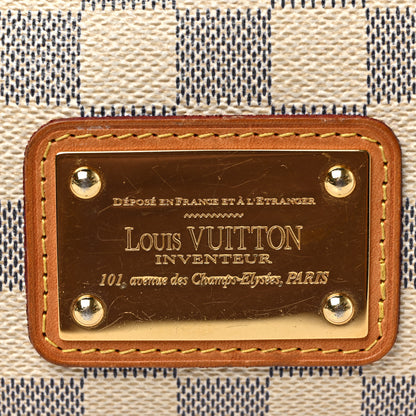 DÉPOSÉ EN FRANCE ET À L'ETRANGER
LOUIS VUITTON
INVENTEUR
101, avenue des Champs-Elysées, PARIS